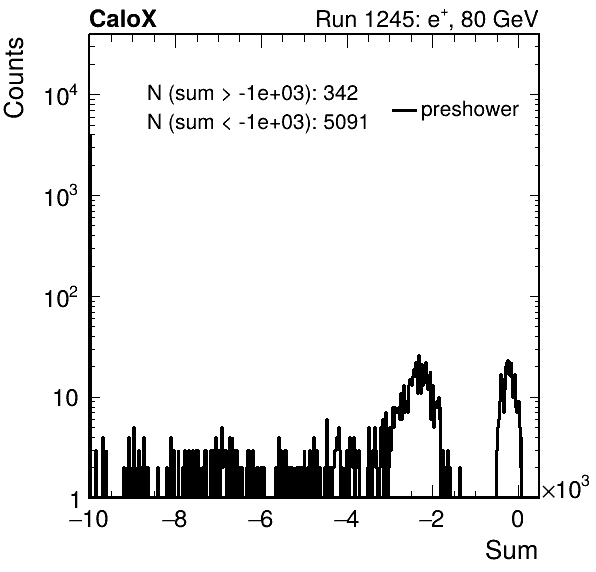 CaloX Run 1245: e⁺, 80 GeV
Counts
N (sum > -1e+03): 342
N (sum < -1e+03): 5091
preshower
10⁴
10³
10²
10
1
−10 −8 −6 −4 −2 0
×10³
Sum